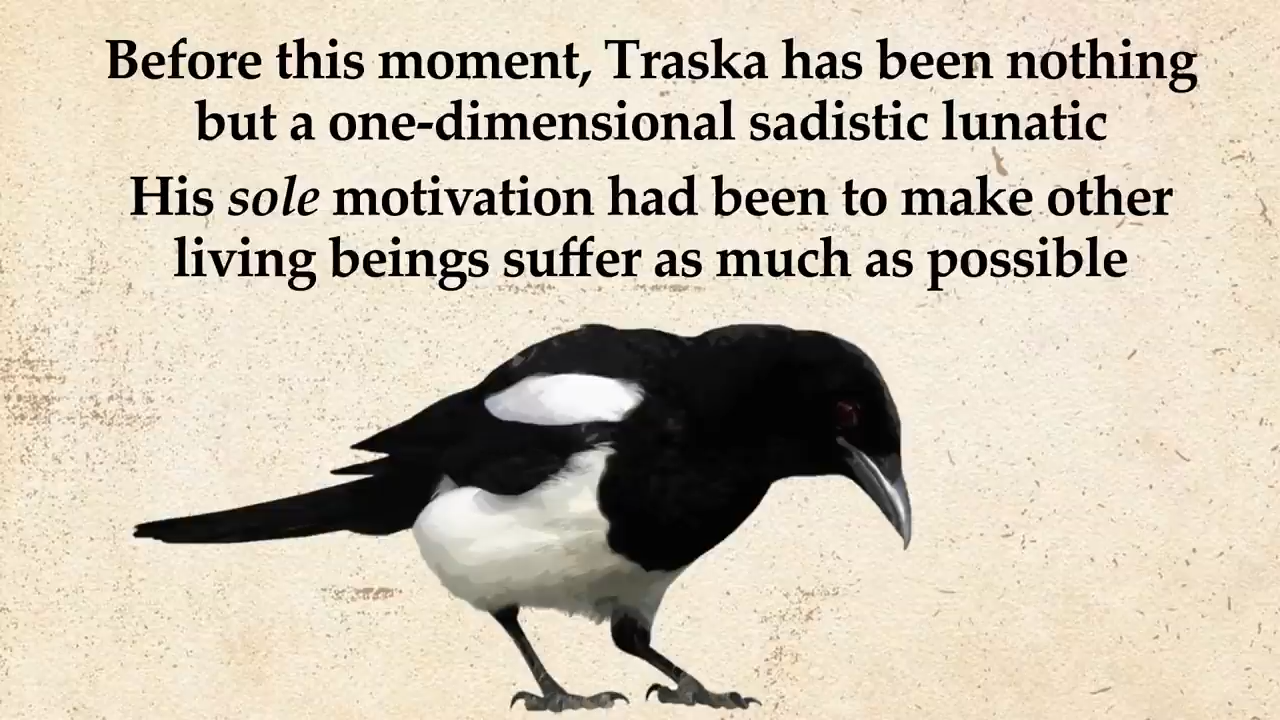 Before this moment, Traska has been nothing
but a one-dimensional sadistic lunatic
His sole motivation had been to make other
living beings suffer as much as possible